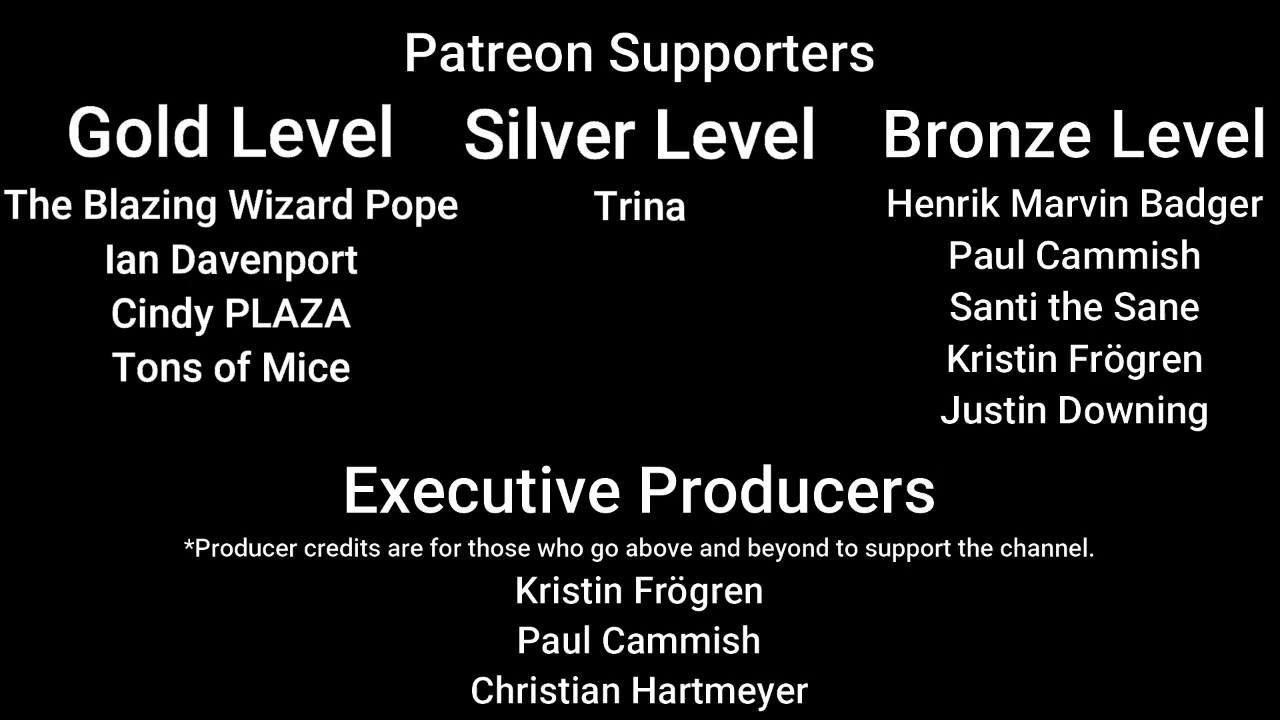 Patreon Supporters
Gold Level
The Blazing Wizard Pope
Ian Davenport
Cindy PLAZA
Tons of Mice
Silver Level
Trina
Bronze Level
Henrik Marvin Badger
Paul Cammish
Santi the Sane
Kristin Frögren
Justin Downing
Executive Producers
*Producer credits are for those who go above and beyond to support the channel.
Kristin Frögren
Paul Cammish
Christian Hartmeyer